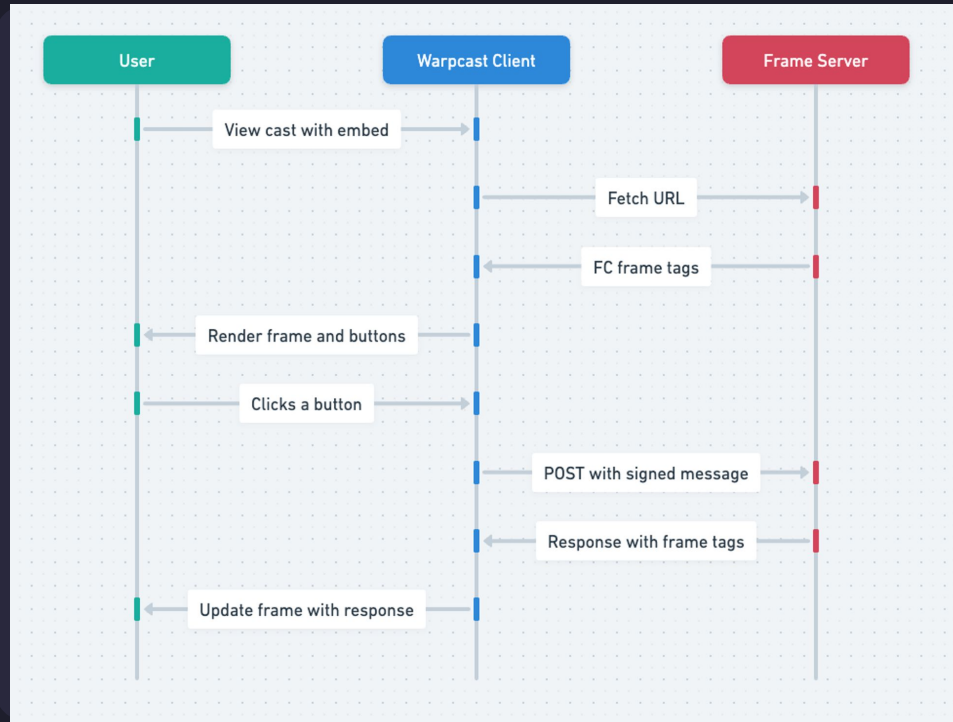 User
Warpcast Client
Frame Server
View cast with embed
Fetch URL
FC frame tags
Render frame and buttons
Clicks a button
POST with signed message
Response with frame tags
Update frame with response